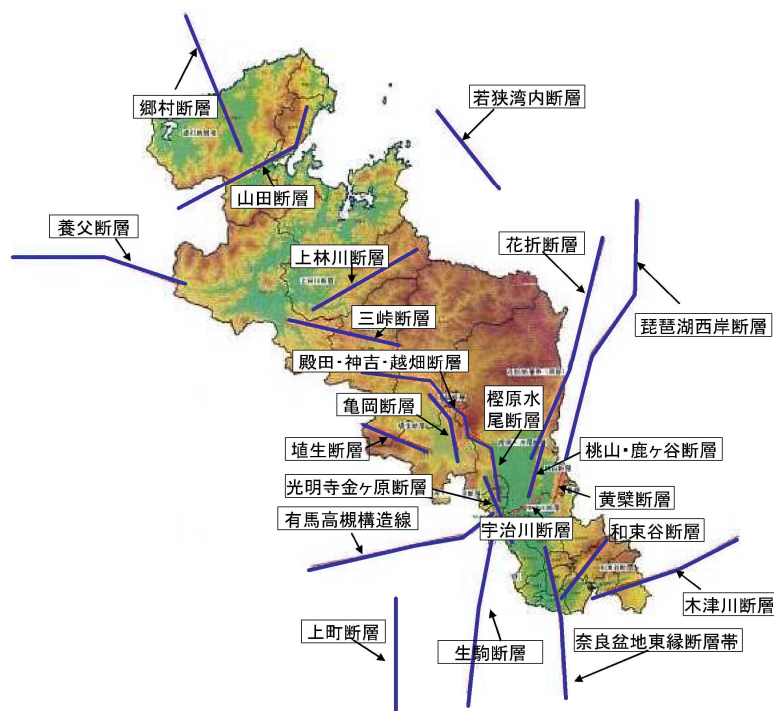 若狭湾内断層
郷村断層
山田断層
養父断層
花折断層
上林川断層
三峠断層
琵琶湖西岸断層
殿田・神吉・越畑断層
樫原水
尾断層
亀岡断層
埴生断層
桃山・鹿ヶ谷断層
光明寺金ヶ原断層
黄檗断層
有馬高槻構造線
宇治川断層
和束谷断層
木津川断層
上町断層
生駒断層
奈良盆地東縁断層帯